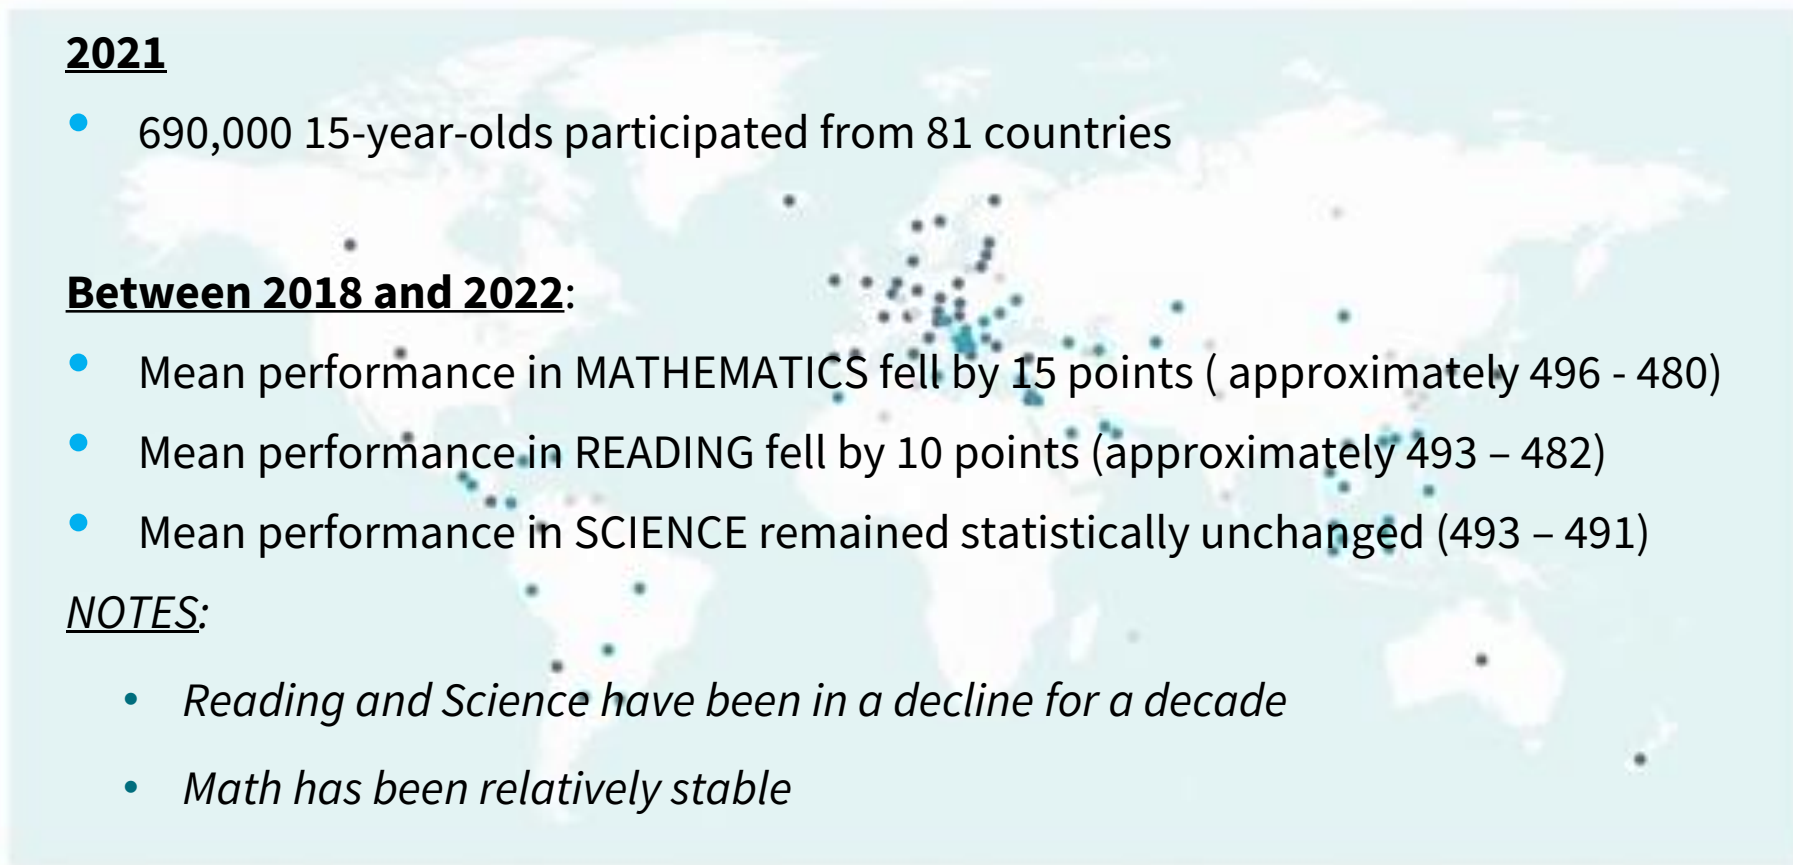 2021
• 690,000 15-year-olds participated from 81 countries
Between 2018 and 2022:
• Mean performance in MATHEMATICS fell by 15 points ( approximately 496 - 480)
• Mean performance in READING fell by 10 points (approximately 493 – 482)
• Mean performance in SCIENCE remained statistically unchanged (493 – 491)
NOTES:
• Reading and Science have been in a decline for a decade
• Math has been relatively stable